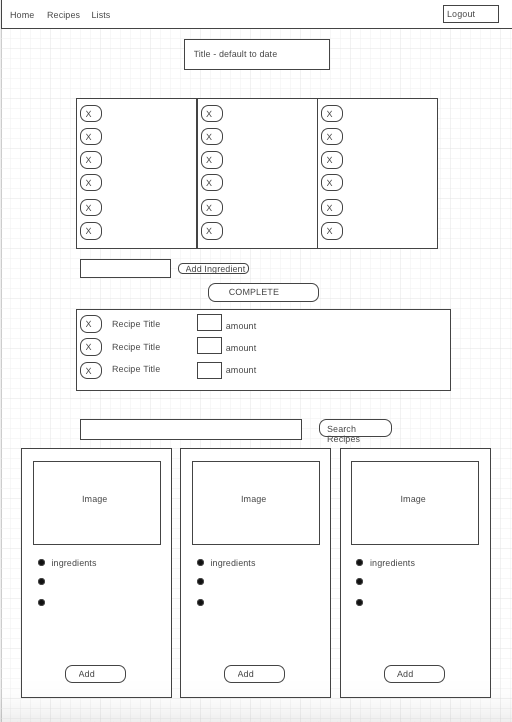 Home Recipes Lists Logout
Title - default to date
X X X
X X X
X X X
X X X
X X X
X X X
Add Ingredient
COMPLETE
X Recipe Title amount
X Recipe Title amount
X Recipe Title amount
Search
Recipes
Image Image Image
ingredients ingredients ingredients
Add Add Add